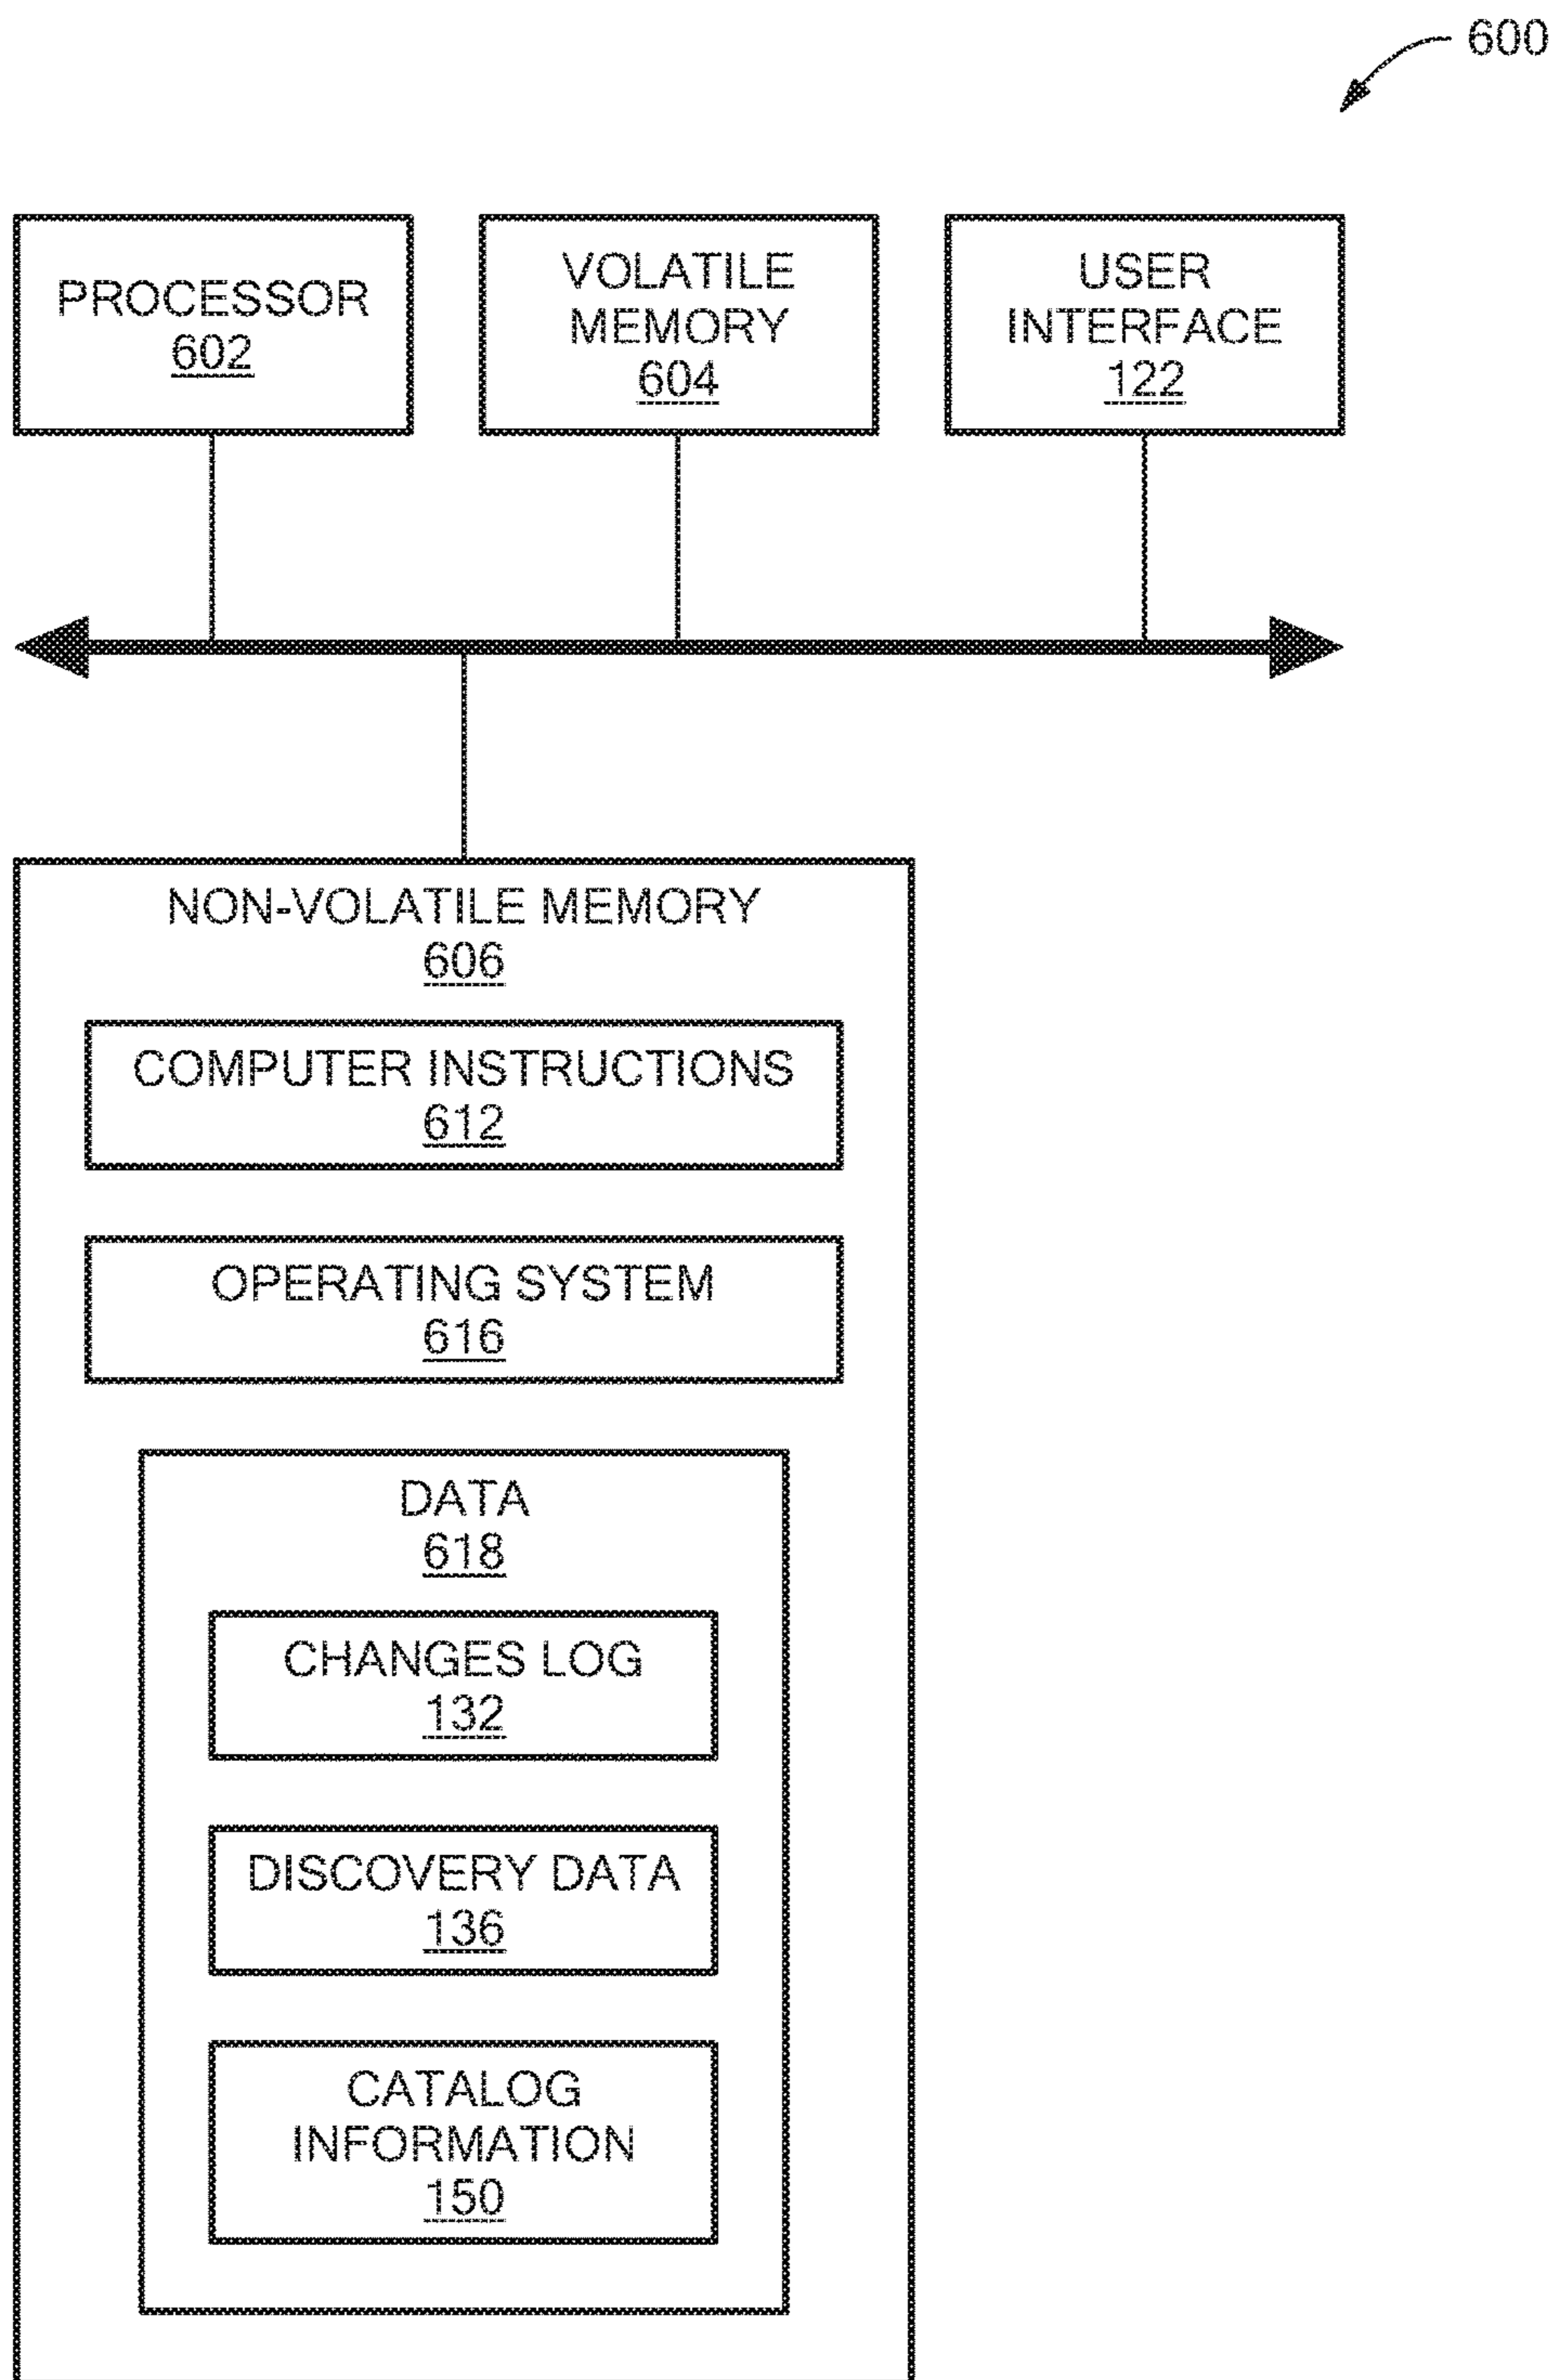 600
PROCESSOR
602
VOLATILE
MEMORY
604
USER
INTERFACE
122
NON-VOLATILE MEMORY
606
COMPUTER INSTRUCTIONS
612
OPERATING SYSTEM
616
DATA
618
CHANGES LOG
132
DISCOVERY DATA
136
CATALOG
INFORMATION
150